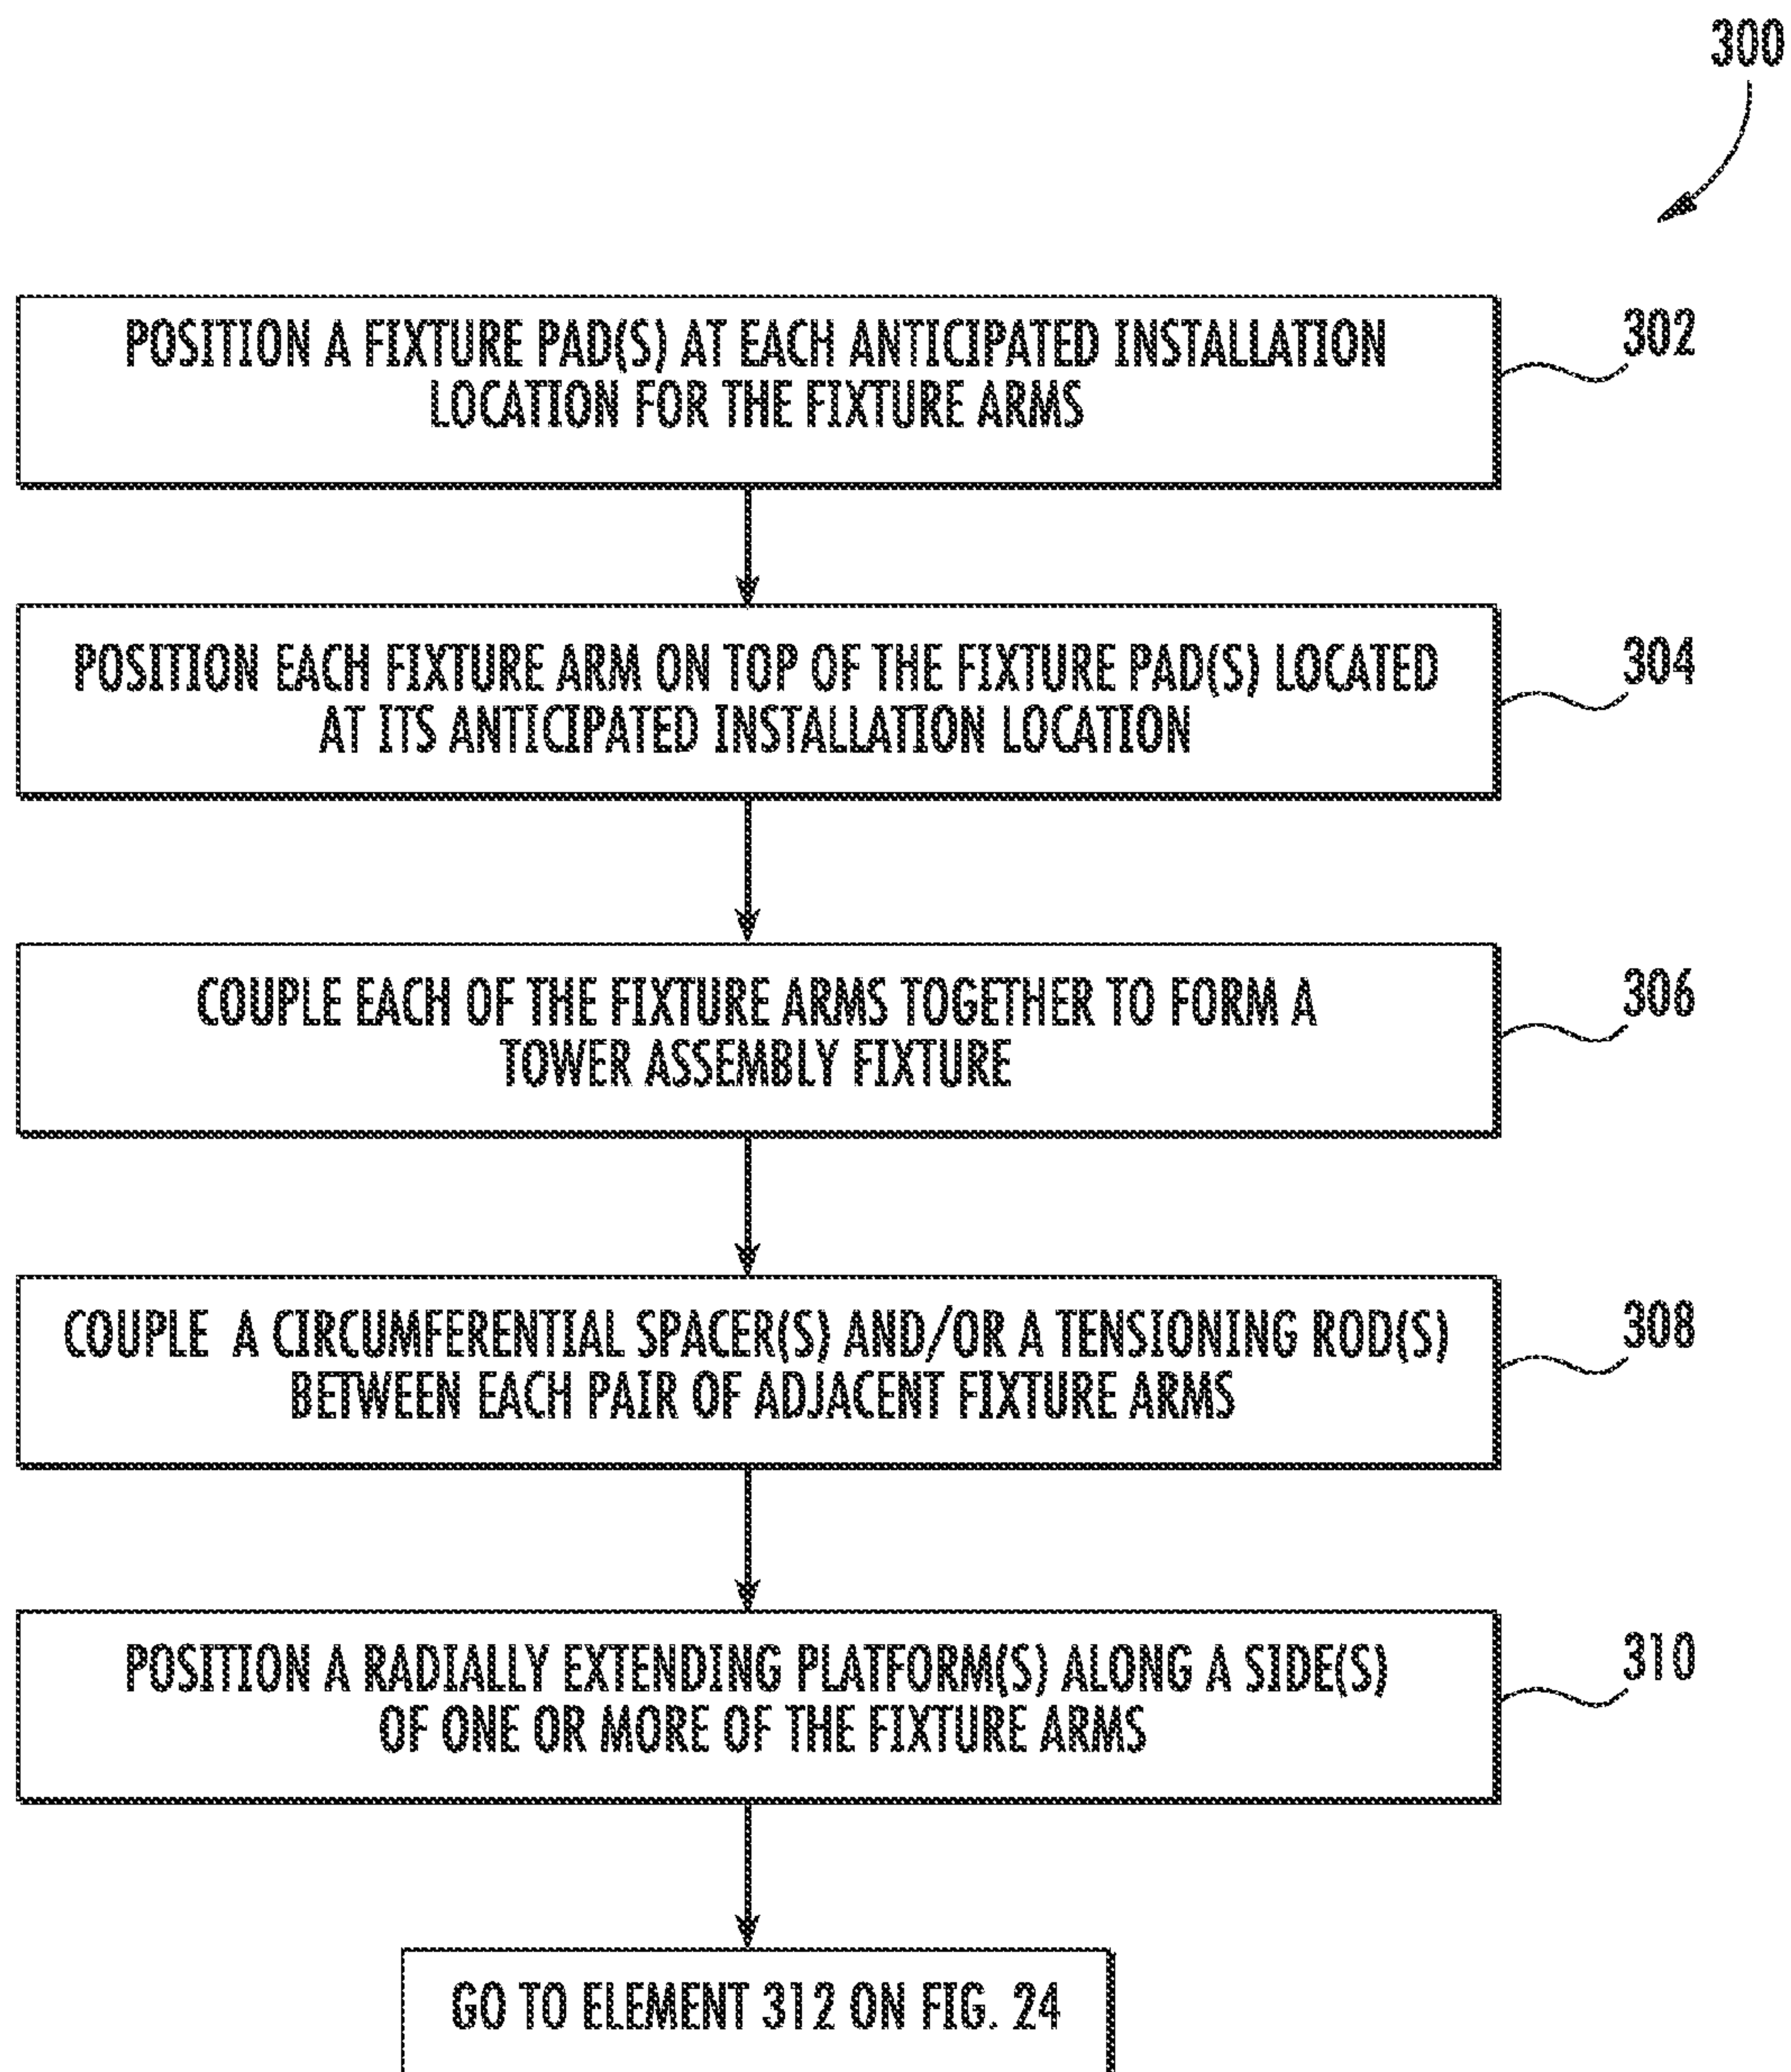 300
POSITION A FIXTURE PAD(S) AT EACH ANTICIPATED INSTALLATION
LOCATION FOR THE FIXTURE ARMS
302
POSITION EACH FIXTURE ARM ON TOP OF THE FIXTURE PAD(S) LOCATED
AT ITS ANTICIPATED INSTALLATION LOCATION
304
COUPLE EACH OF THE FIXTURE ARMS TOGETHER TO FORM A
TOWER ASSEMBLY FIXTURE
306
COUPLE A CIRCUMFERENTIAL SPACER(S) AND/OR A TENSIONING ROD(S)
BETWEEN EACH PAIR OF ADJACENT FIXTURE ARMS
308
POSITION A RADIALLY EXTENDING PLATFORM(S) ALONG A SIDE(S)
OF ONE OR MORE OF THE FIXTURE ARMS
310
GO TO ELEMENT 312 ON FIG. 24